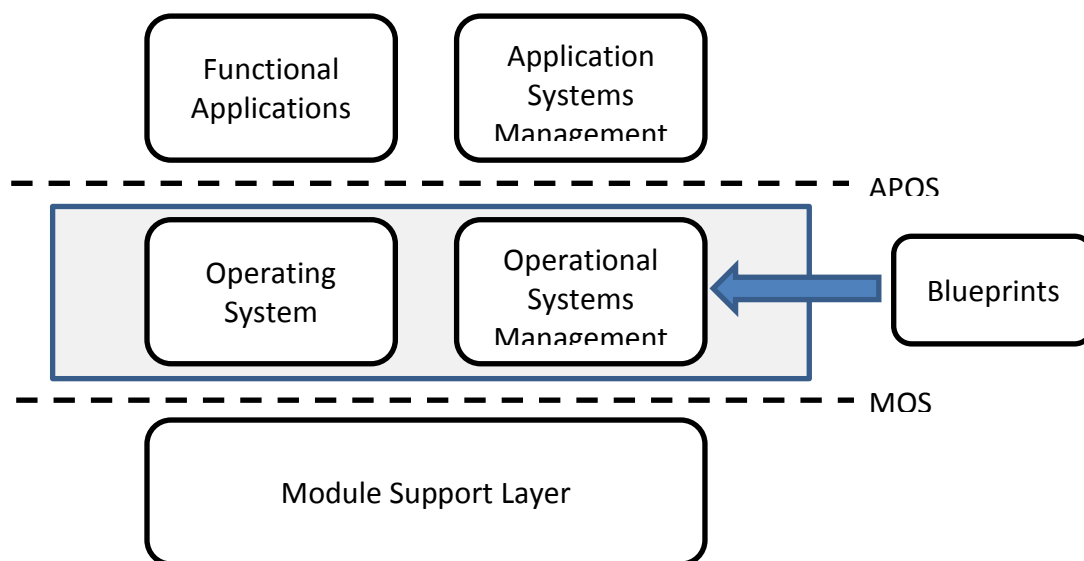 Functional
Applications
Application
Systems
Management
APOS
Operating
System
Operational
Systems
Management
Blueprints
MOS
Module Support Layer